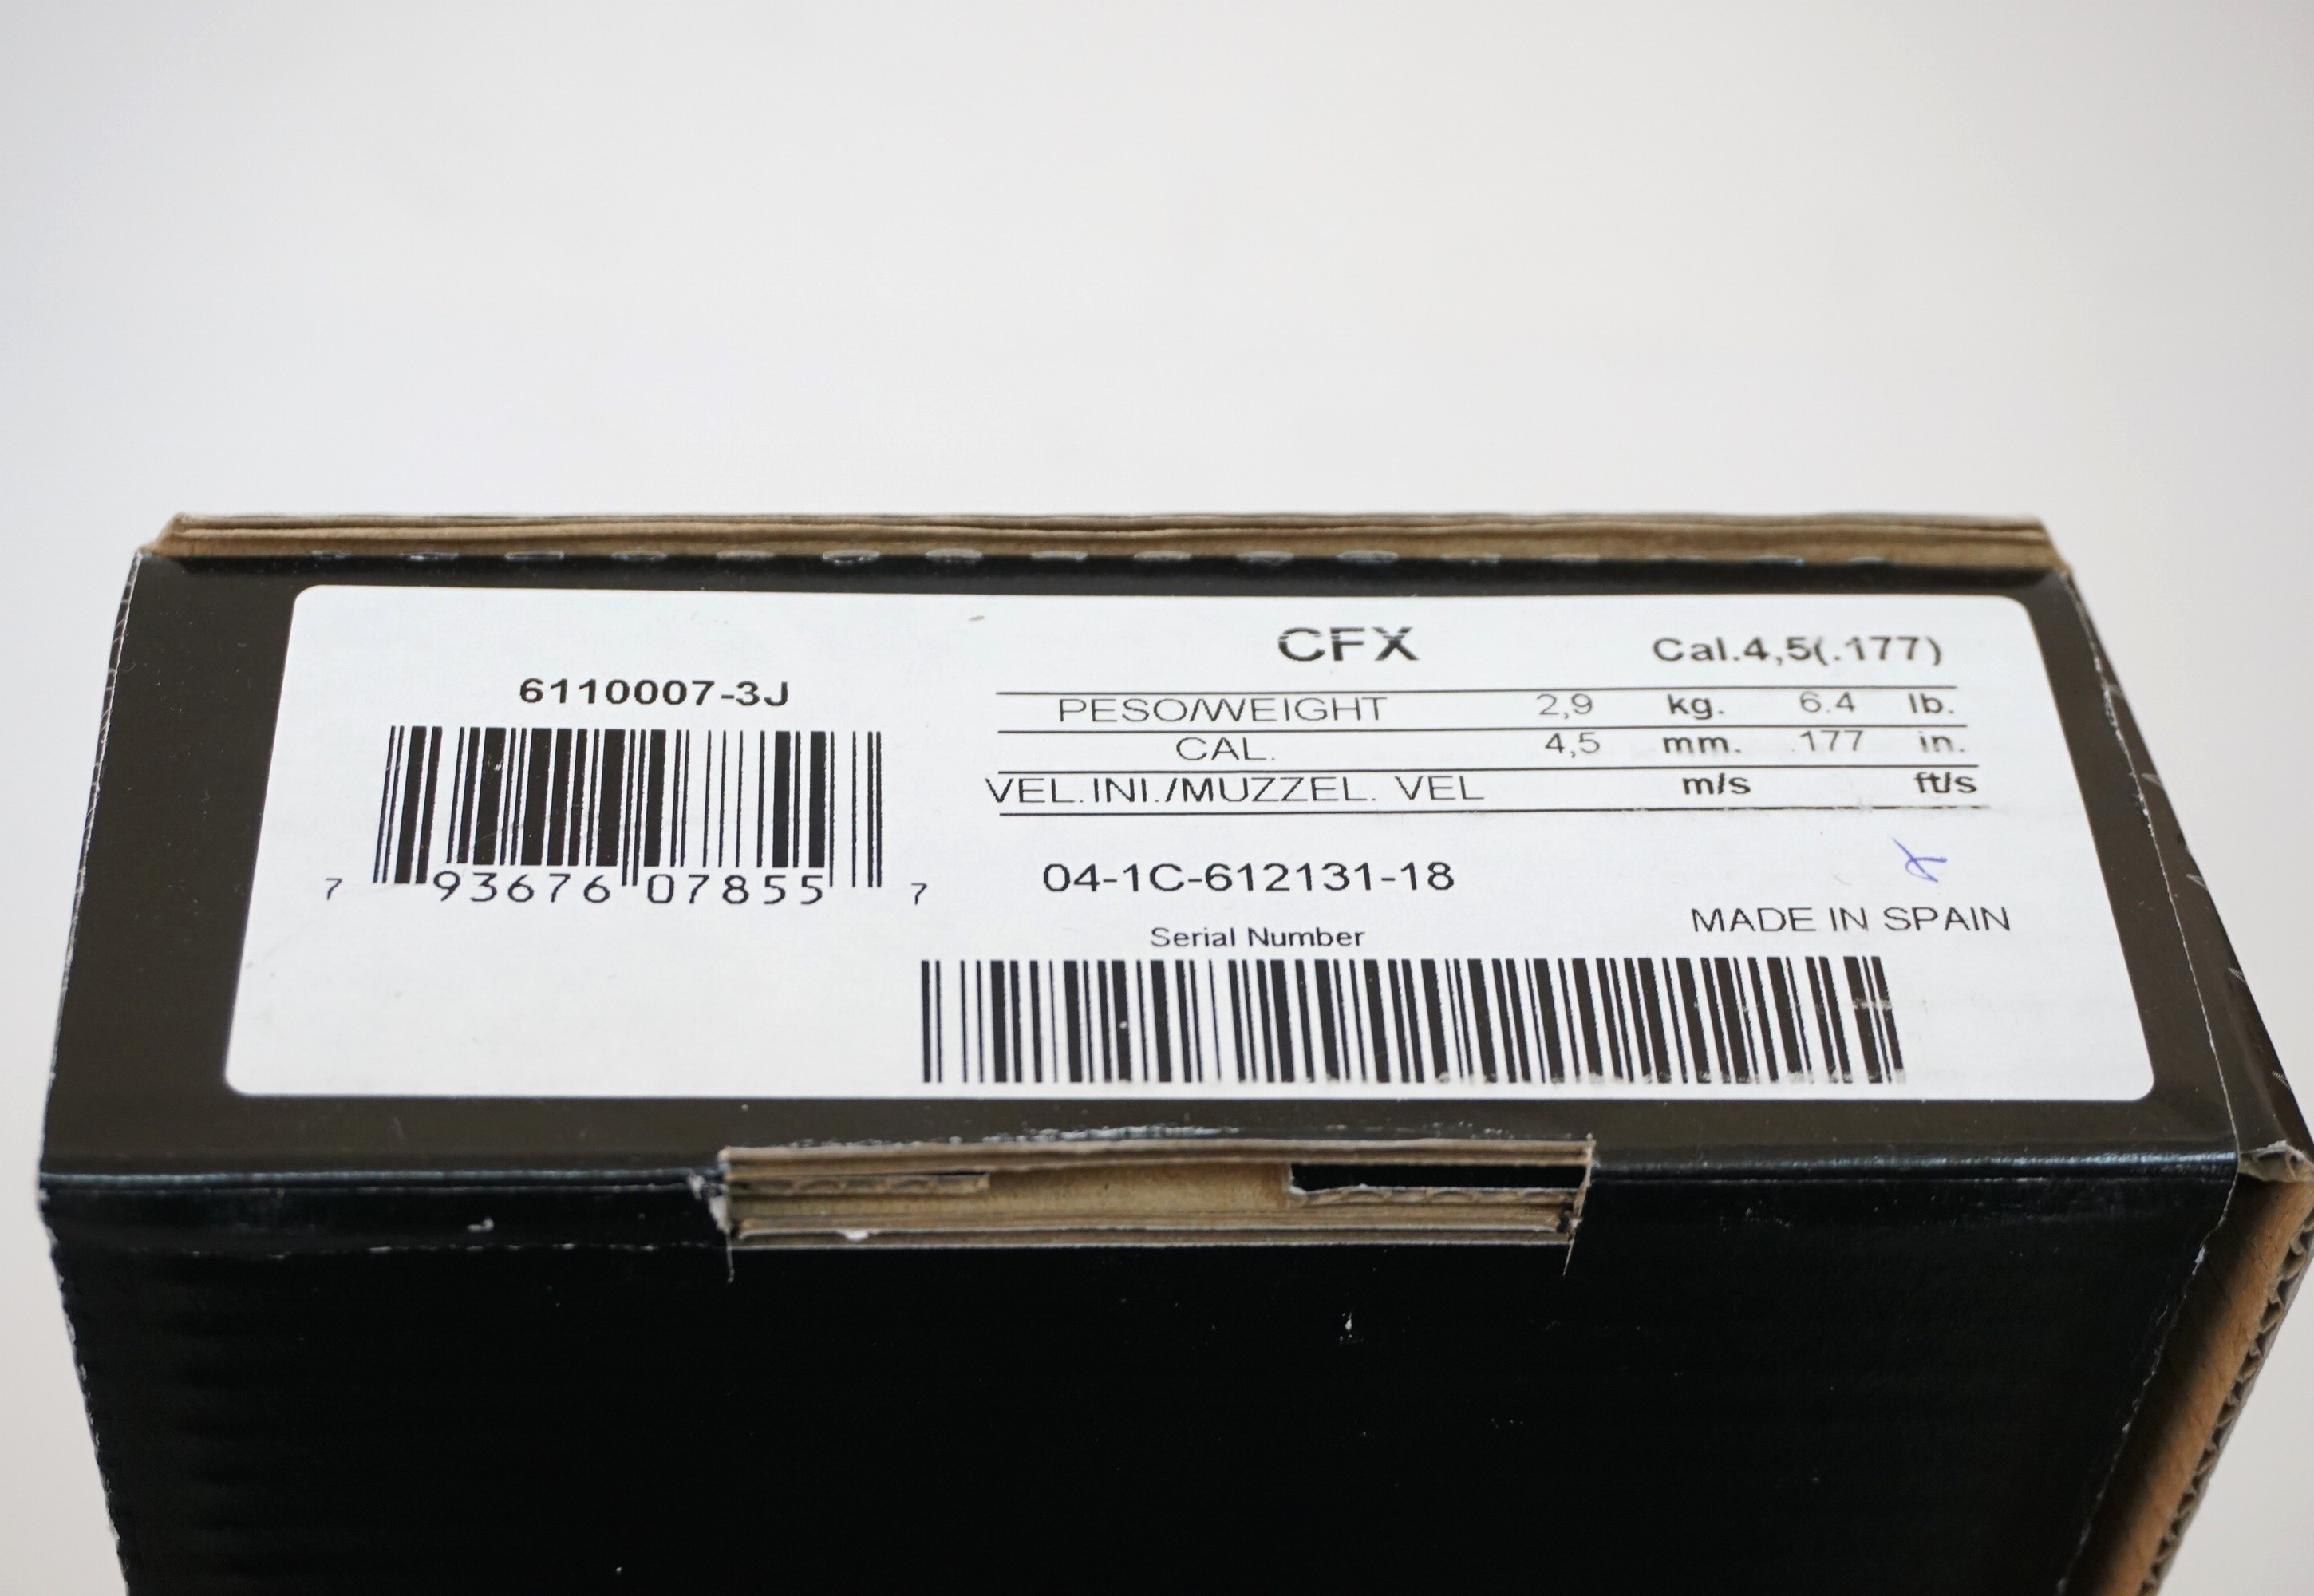 CFX Cal.4,5(.177)
6110007-3J
PESO/WEIGHT 2,9 kg. 6.4 lb.
CAL. 4,5 mm. .177 in.
VEL.INI./MUZZEL. VEL m/s ft/s
7 93676 07855 7
04-1C-612131-18
MADE IN SPAIN
Serial Number